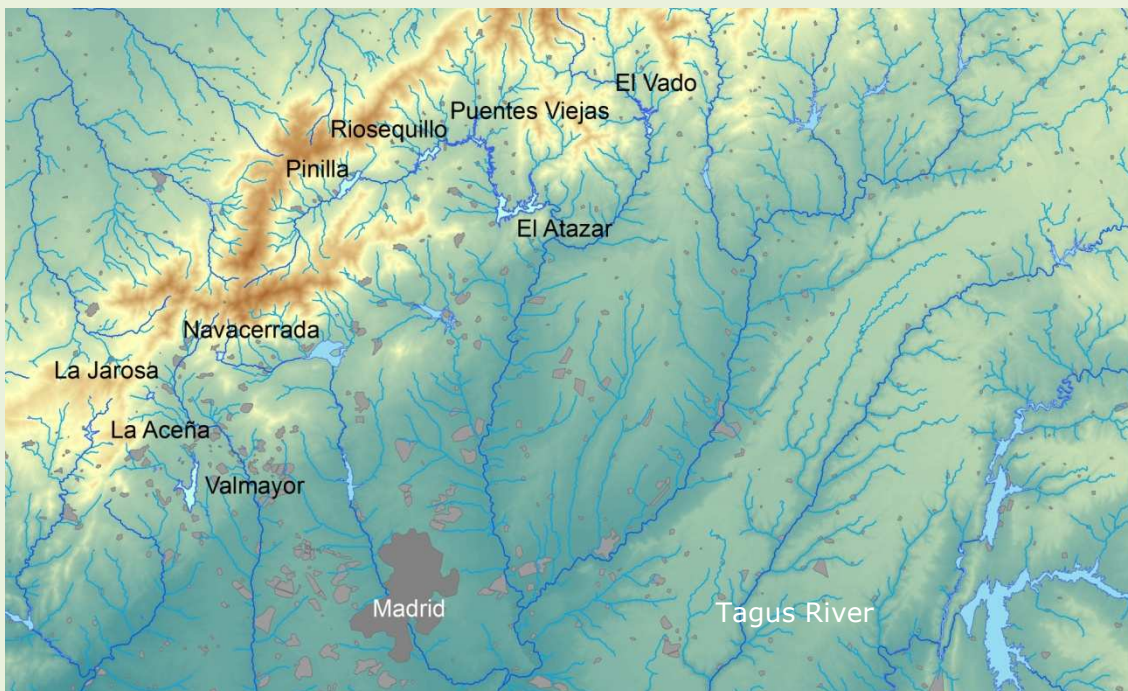 El Vado
Puentes Viejas
Riosequillo
Pinilla
El Atazar
Navacerrada
La Jarosa
La Aceña
Valmayor
Madrid
Tagus River